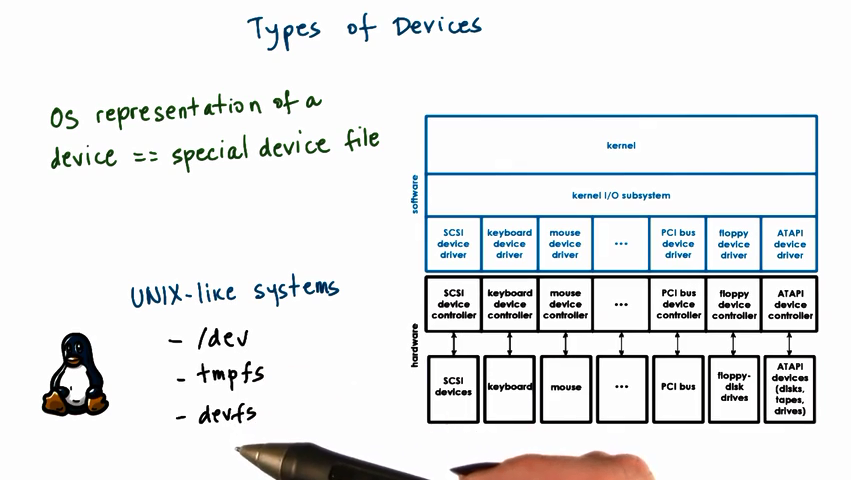 Types of Devices
OS representation of a
device == special device file
UNIX-like systems
- /dev
- tmpfs
- devfs
software
kernel
kernel I/O subsystem
SCSI device driver
keyboard device driver
mouse device driver
...
PCI bus device driver
floppy device driver
ATAPI device driver
hardware
SCSI device controller
keyboard device controller
mouse device controller
...
PCI bus device controller
floppy device controller
ATAPI device controller
SCSI devices
keyboard
mouse
...
PCI bus
floppy-disk drives
ATAPI devices (disks, tapes, drives)